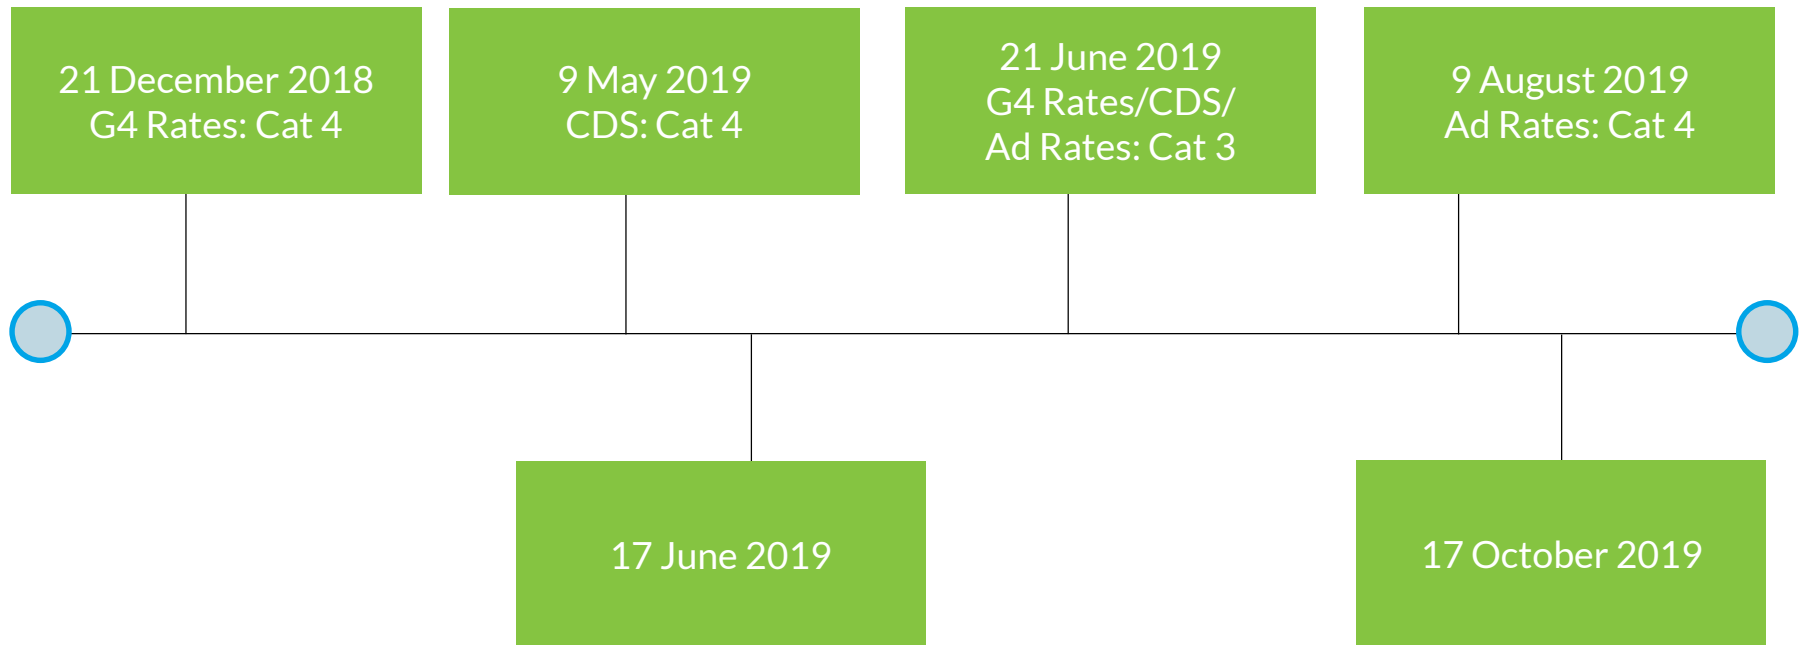 21 December 2018
G4 Rates: Cat 4
9 May 2019
CDS: Cat 4
21 June 2019
G4 Rates/CDS/
Ad Rates: Cat 3
9 August 2019
Ad Rates: Cat 4
17 June 2019
17 October 2019